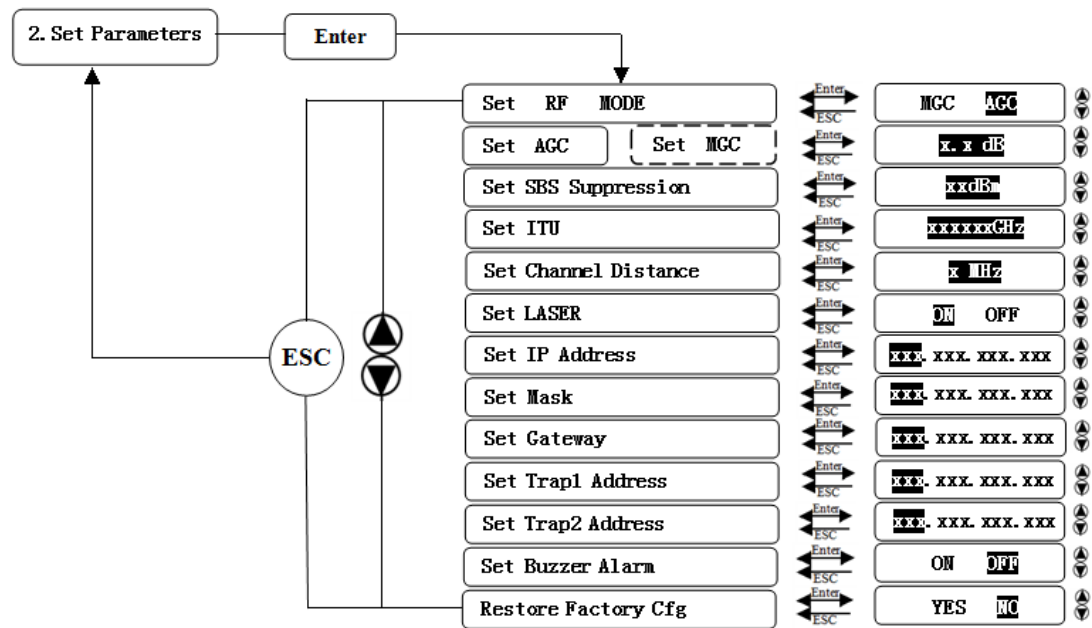 2. Set Parameters
Enter
Set RF MODE
Enter
ESC
MGC AGC
Set AGC
Set MGC
Enter
ESC
x. x dB
Set SBS Suppression
Enter
ESC
xxdBm
Set ITU
Enter
ESC
xxxxxxGHz
Set Channel Distance
Enter
ESC
x MHz
Set LASER
Enter
ESC
ON OFF
ESC
Set IP Address
Enter
ESC
xxx. xxx. xxx. xxx
Set Mask
Enter
ESC
xxx. xxx. xxx. xxx
Set Gateway
Enter
ESC
xxx. xxx. xxx. xxx
Set Trap1 Address
Enter
ESC
xxx. xxx. xxx. xxx
Set Trap2 Address
Enter
ESC
xxx. xxx. xxx. xxx
Set Buzzer Alarm
Enter
ESC
ON OFF
Restore Factory Cfg
Enter
ESC
YES NO